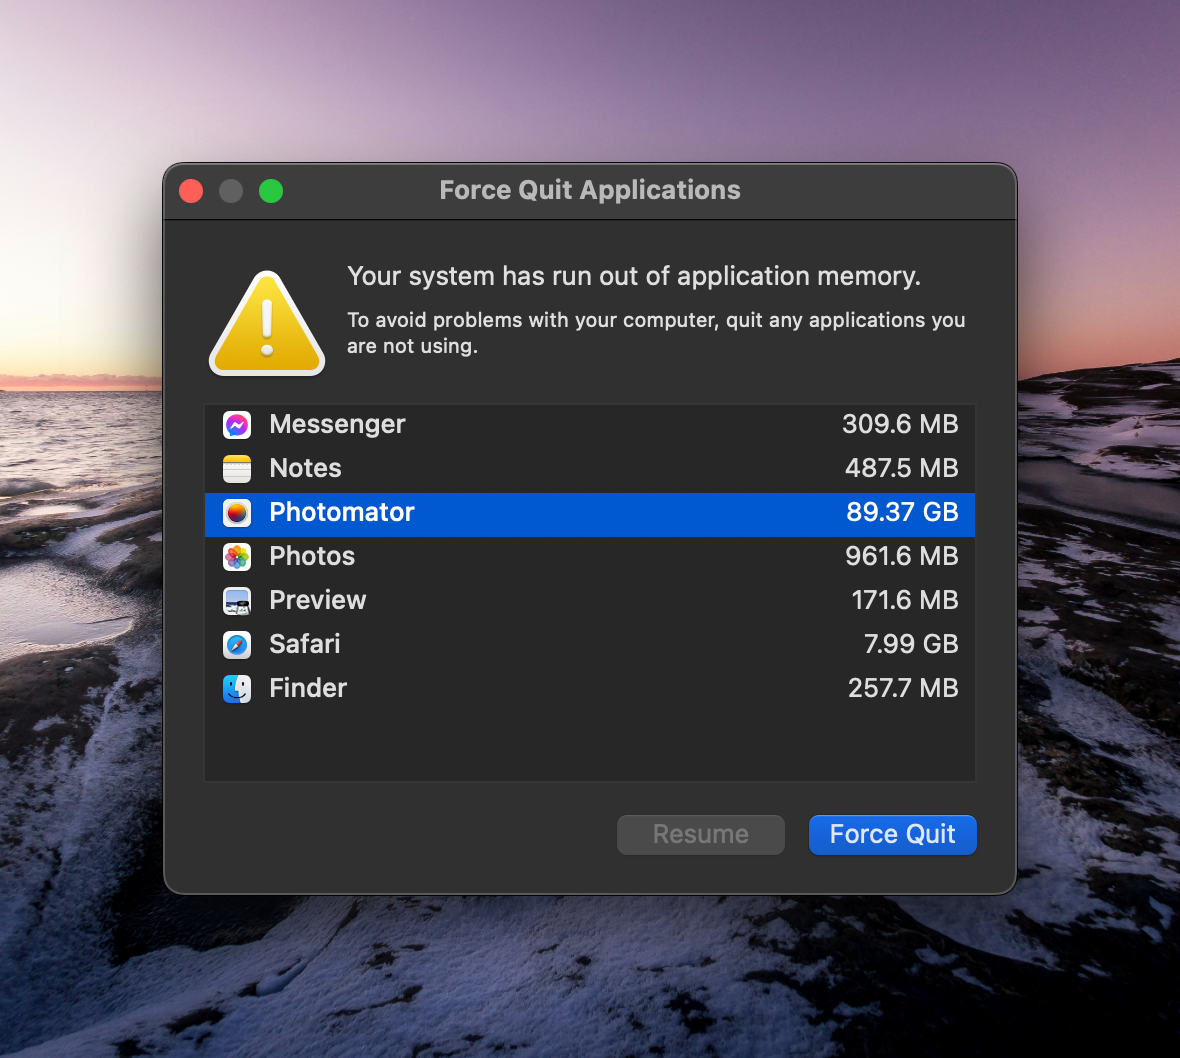 Force Quit Applications
Your system has run out of application memory.
To avoid problems with your computer, quit any applications you
are not using.
Messenger 309.6 MB
Notes 487.5 MB
Photomator 89.37 GB
Photos 961.6 MB
Preview 171.6 MB
Safari 7.99 GB
Finder 257.7 MB
Resume Force Quit